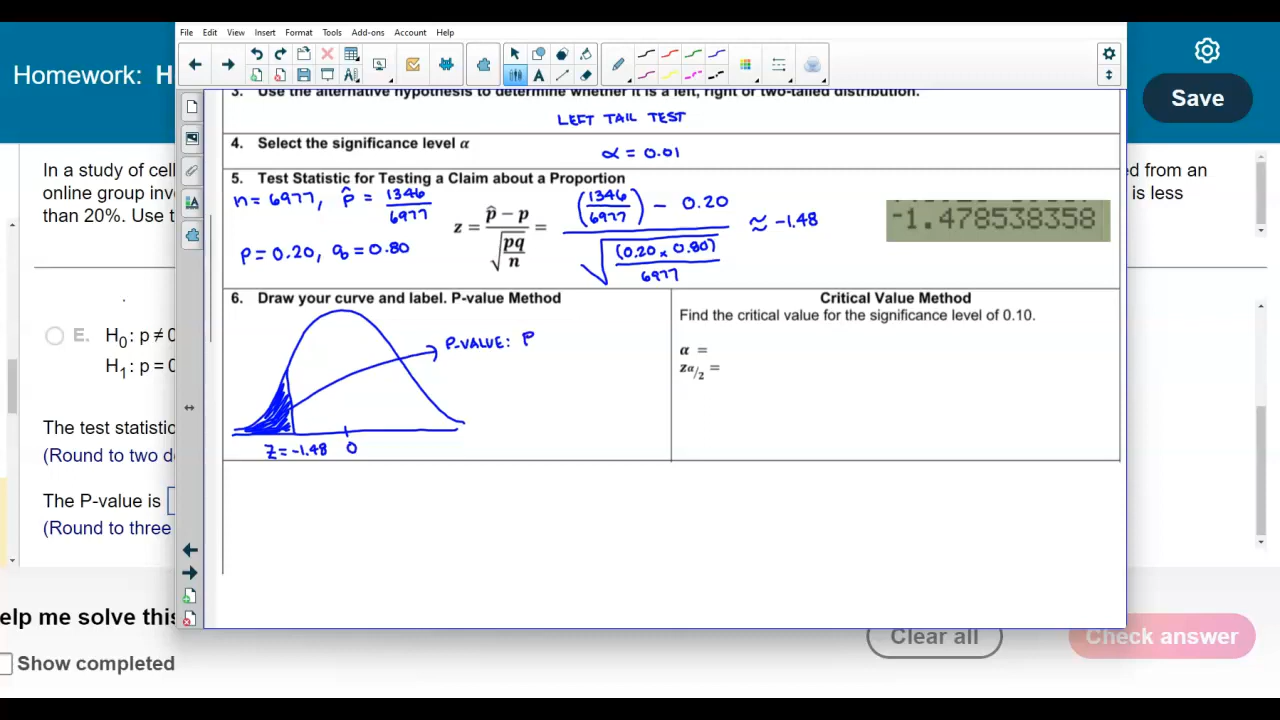 File Edit View Insert Format Tools Add-ons Account Help
Homework: H
Save
In a study of cell
online group inv
than 20%. Use t
ed from an
is less
3. Use the alternative hypothesis to determine whether it is a left, right or two-tailed distribution.
LEFT TAIL TEST
4. Select the significance level α
α = 0.01
5. Test Statistic for Testing a Claim about a Proportion
n = 6977, p̂ = 1346/6977
p = 0.20, q = 0.80
z = (p̂ − p)/√(pq/n) = ((1346/6977) − 0.20)/√((0.20 x 0.80)/6977) ≈ -1.48
-1.478538358
6. Draw your curve and label. P-value Method
P-VALUE: P
Z = -1.48 0
Critical Value Method
Find the critical value for the significance level of 0.10.
α =
zα/2 =
E. H0: p ≠ 0
H1: p = 0
The test statistic
(Round to two de
The P-value is
(Round to three
elp me solve this
Clear all
Check answer
Show completed